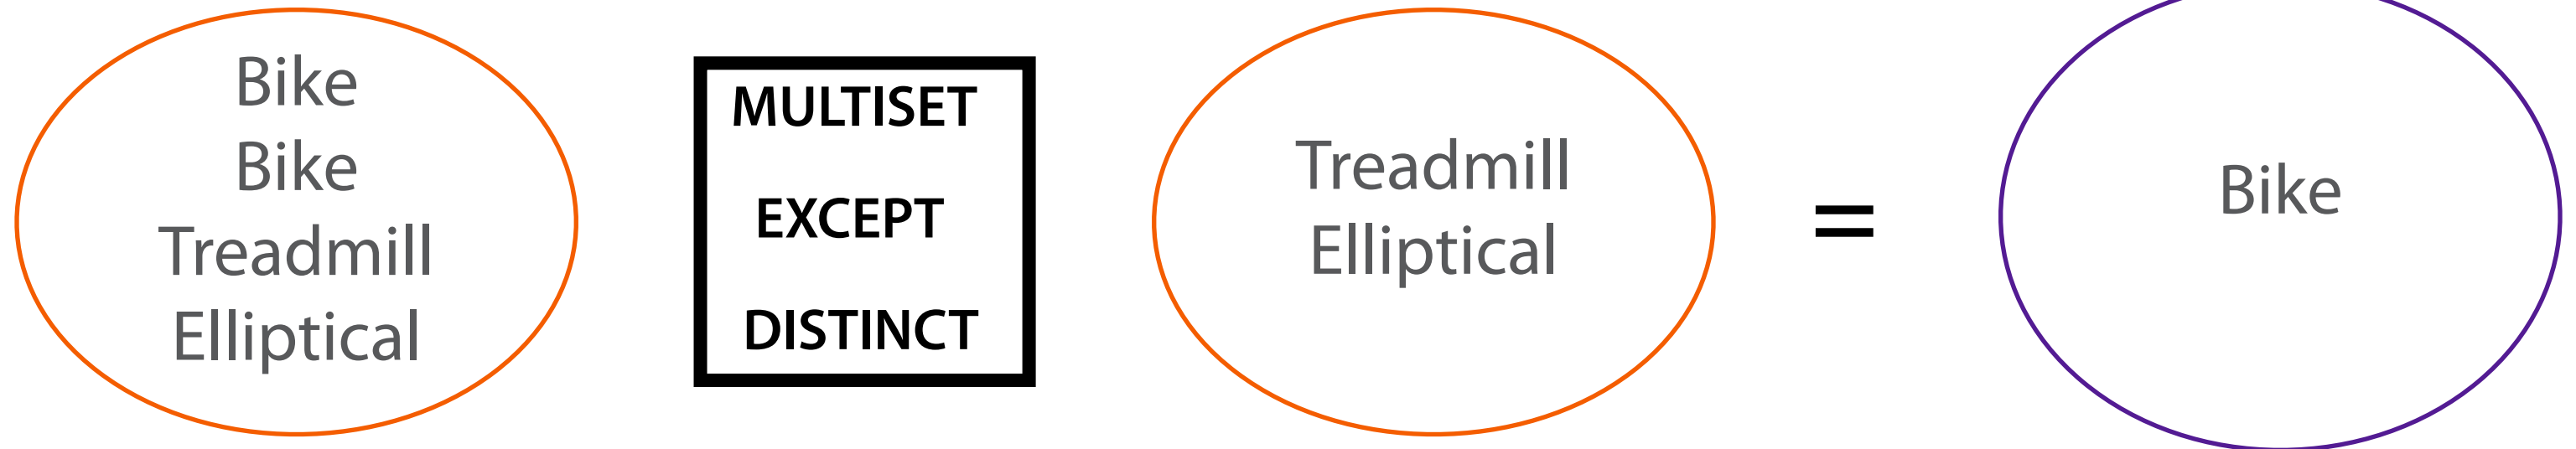 Bike
Bike
Treadmill
Elliptical
MULTISET
EXCEPT
DISTINCT
Treadmill
Elliptical
=
Bike